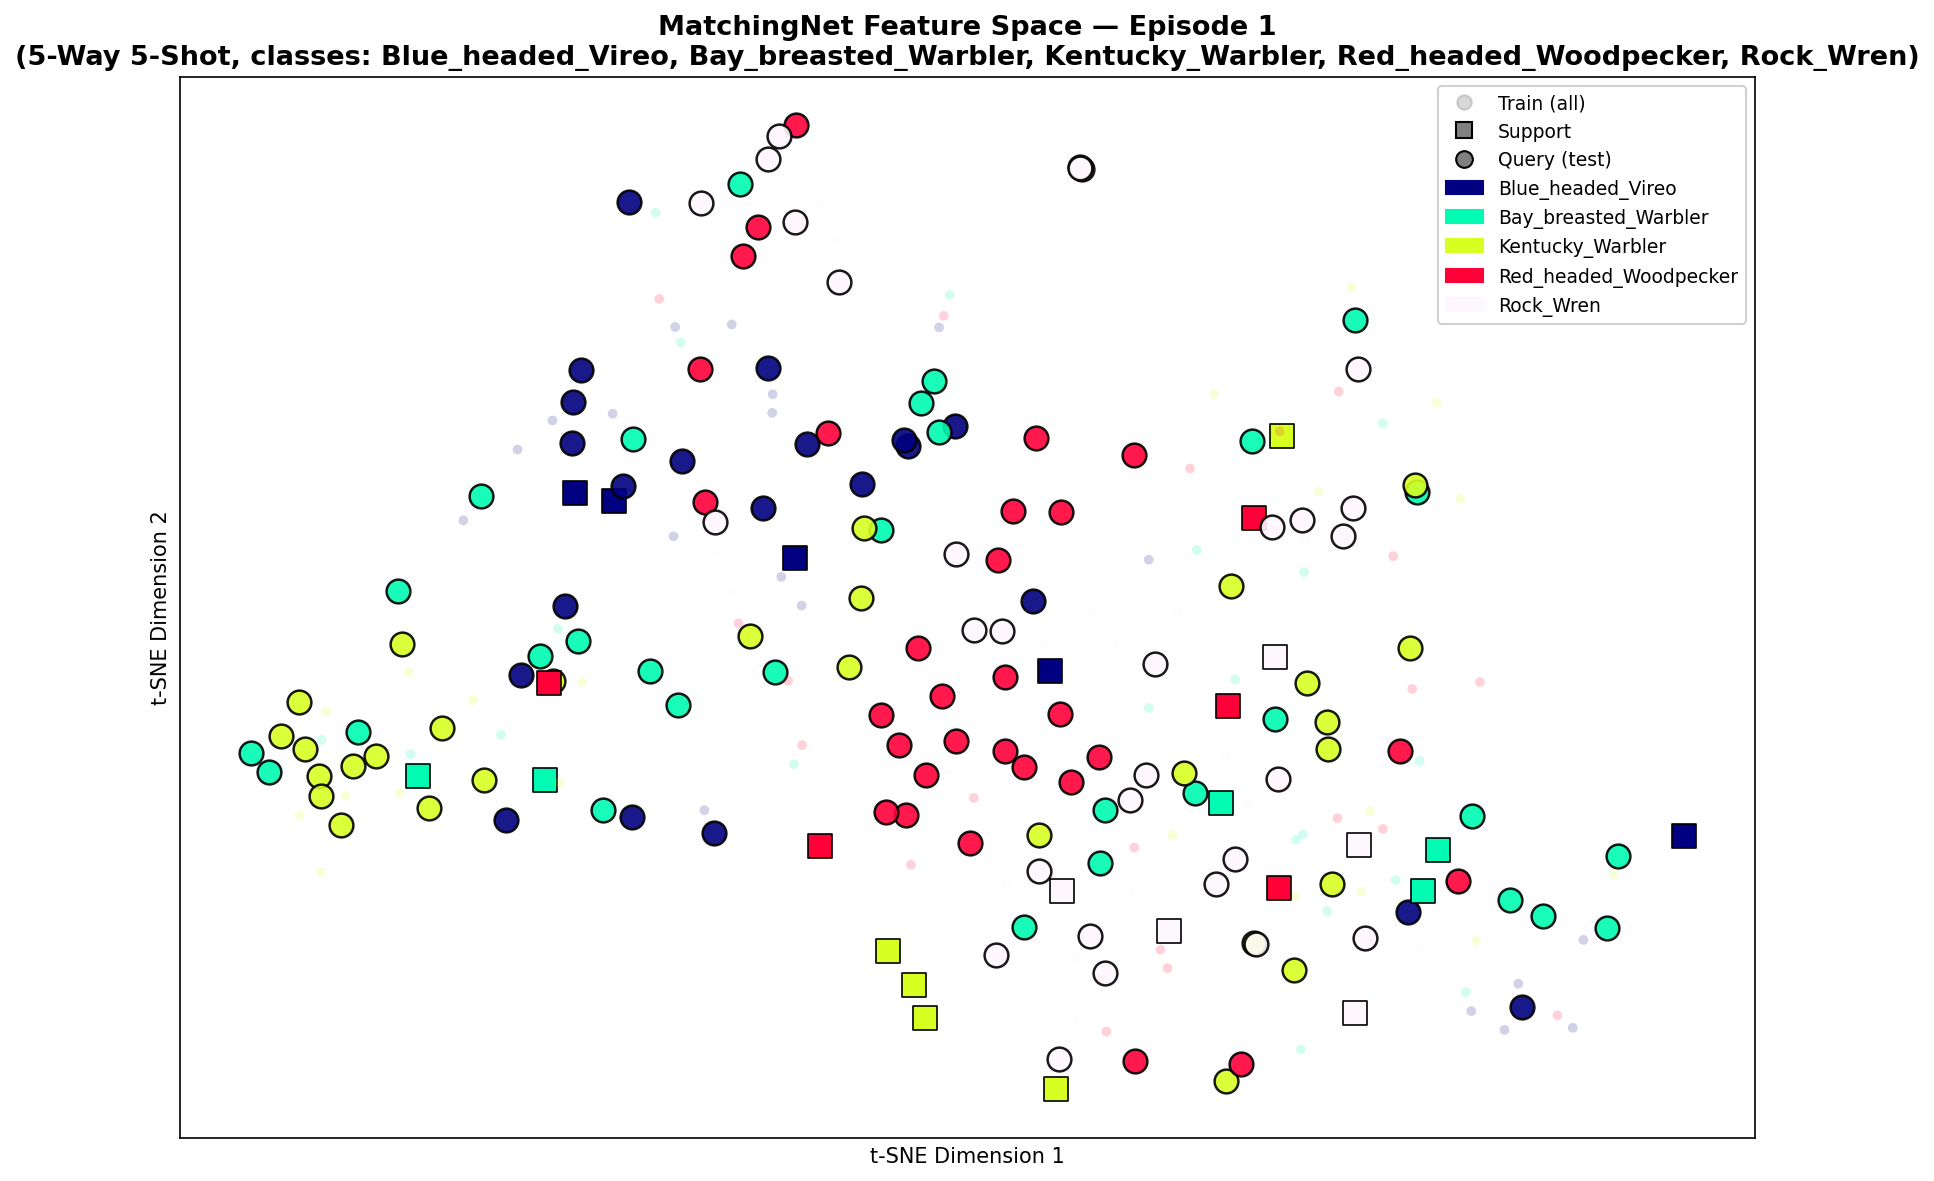 MatchingNet Feature Space — Episode 1
(5-Way 5-Shot, classes: Blue_headed_Vireo, Bay_breasted_Warbler, Kentucky_Warbler, Red_headed_Woodpecker, Rock_Wren)
Train (all)
Support
Query (test)
Blue_headed_Vireo
Bay_breasted_Warbler
Kentucky_Warbler
Red_headed_Woodpecker
Rock_Wren
t-SNE Dimension 2
t-SNE Dimension 1